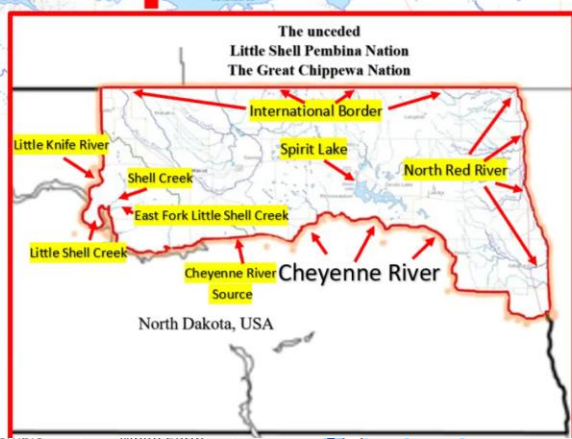 The unceded
Little Shell Pembina Nation
The Great Chippewa Nation
International Border
Little Knife River
Spirit Lake
North Red River
Shell Creek
East Fork Little Shell Creek
Little Shell Creek
Cheyenne River
Source
Cheyenne River
North Dakota, USA